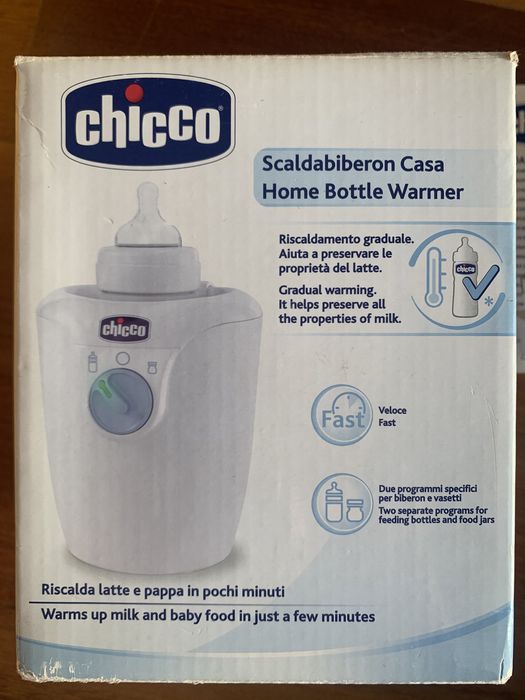 chicco
Scaldabiberon Casa
Home Bottle Warmer
Riscaldamento graduale.
Aiuta a preservare le
proprietà del latte.
Gradual warming.
It helps preserve all
the properties of milk.
chicco
*
chicco
Fast
Veloce
Fast
Due programmi specifici
per biberon e vasetti
Two separate programs for
feeding bottles and food jars
Riscalda latte e pappa in pochi minuti
Warms up milk and baby food in just a few minutes